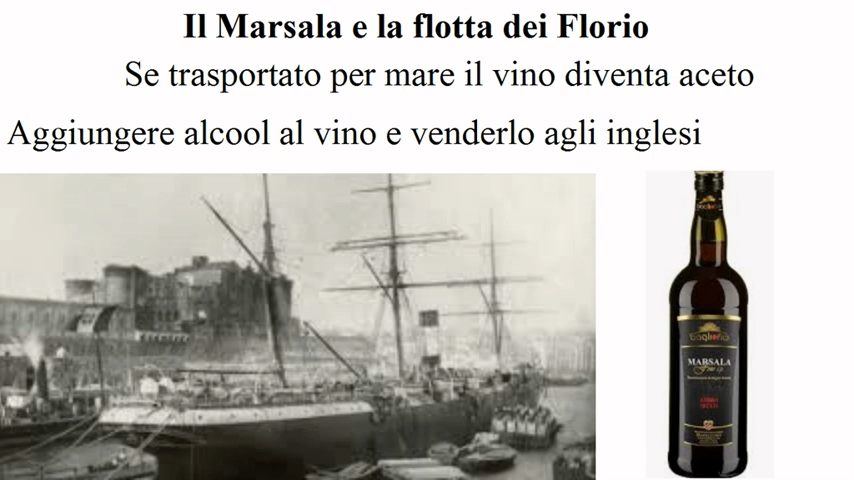 Il Marsala e la flotta dei Florio
Se trasportato per mare il vino diventa aceto
Aggiungere alcool al vino e venderlo agli inglesi
MARSALA